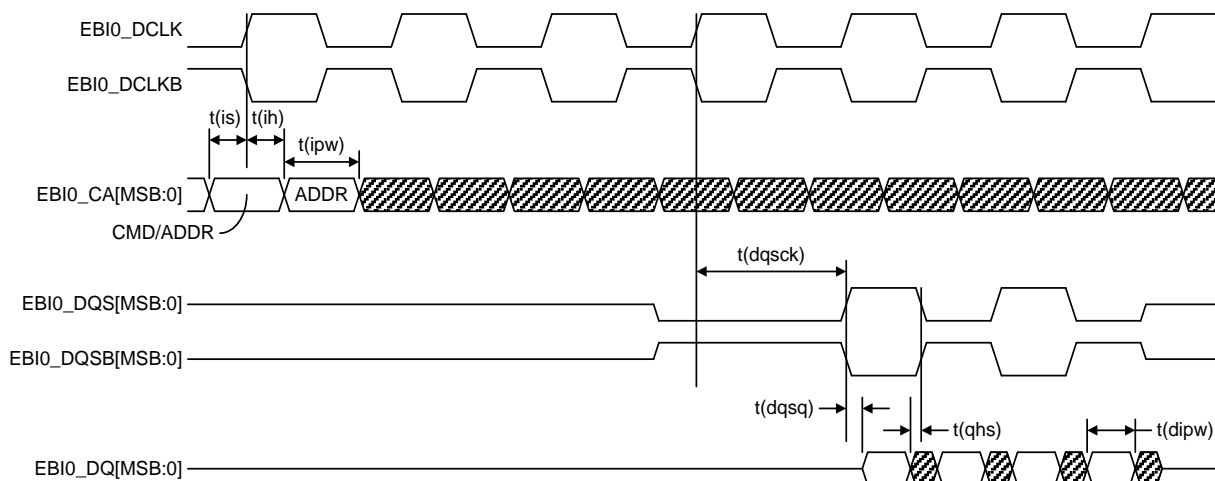 EBI0_DCLK
EBI0_DCLKB
t(is)
t(ih)
t(ipw)
EBI0_CA[MSB:0]
ADDR
CMD/ADDR
t(dqsck)
EBI0_DQS[MSB:0]
EBI0_DQSB[MSB:0]
t(dqsq)
t(qhs)
t(dipw)
EBI0_DQ[MSB:0]